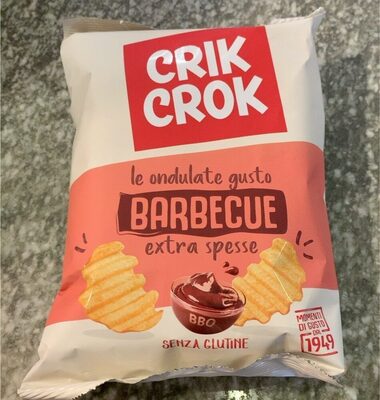 CRIK
CROK
le ondulate gusto
BARBECUE
extra spesse
BBQ
SENZA GLUTINE
MOMENTI
DI GUSTO
DAL
1949